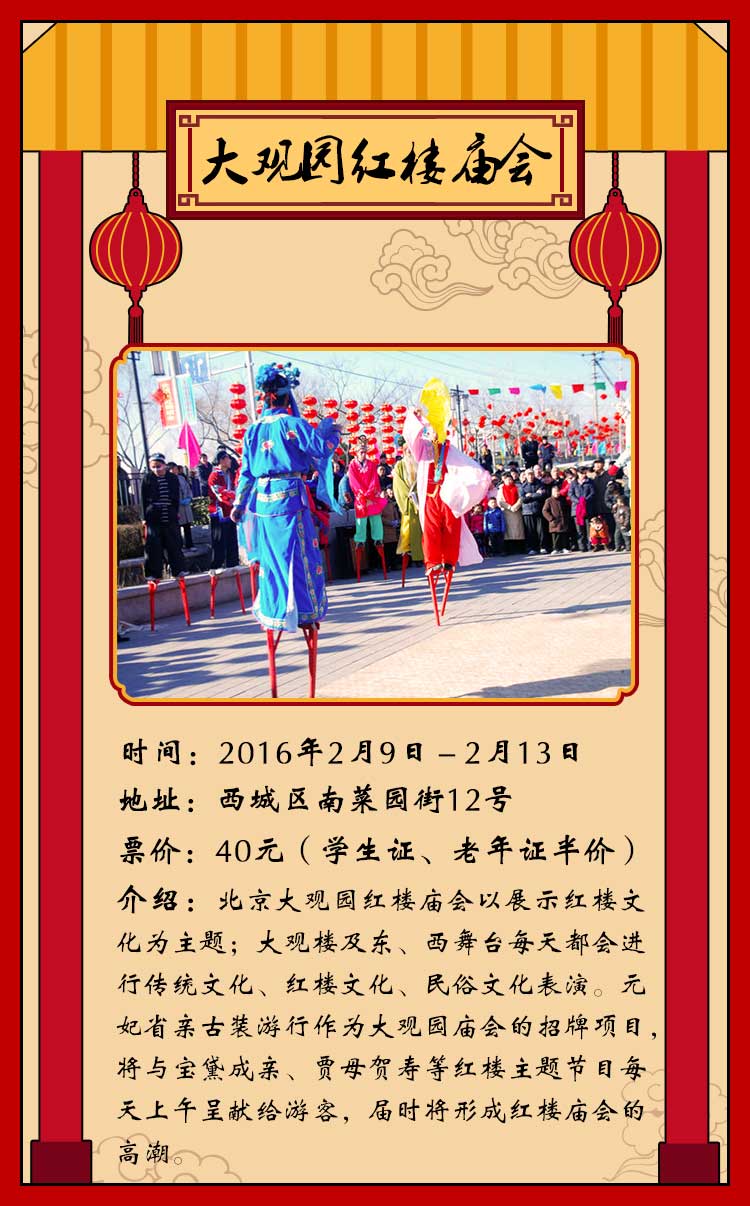 大观园红楼庙会
时间：2016年2月9日－2月13日
地址：西城区南菜园街12号
票价：40元（学生证、老年证半价）
介绍：北京大观园红楼庙会以展示红楼文
化为主题；大观楼及东、西舞台每天都会进
行传统文化、红楼文化、民俗文化表演。元
妃省亲古装游行作为大观园庙会的招牌项目，
将与宝黛成亲、贾母贺寿等红楼主题节目每
天上午呈献给游客，届时将形成红楼庙会的
高潮。